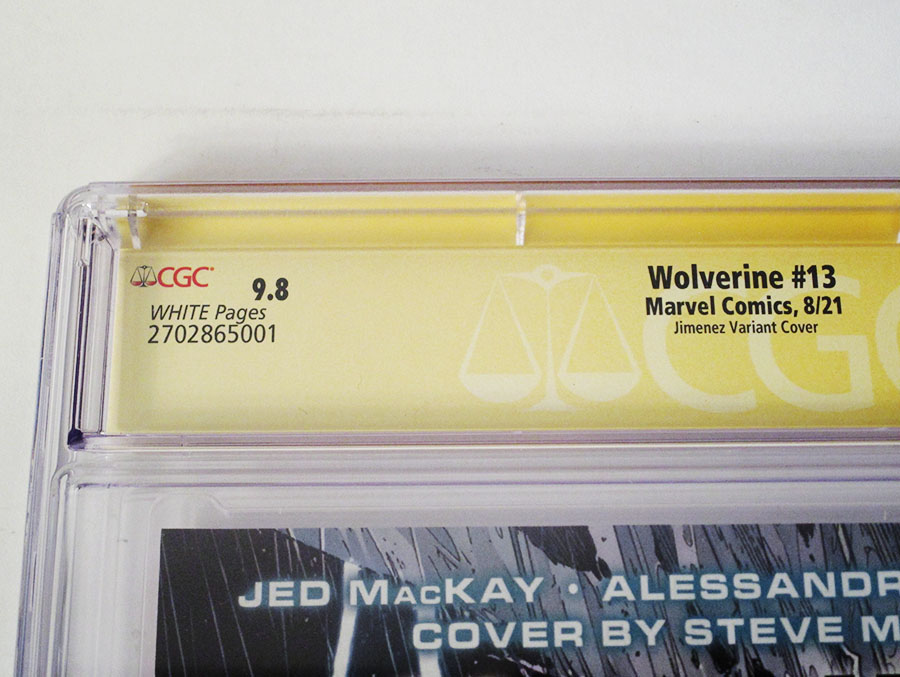 CGC
9.8
WHITE Pages
2702865001
Wolverine #13
Marvel Comics, 8/21
Jimenez Variant Cover
CGC
JED MACKAY • ALESSANDR
COVER BY STEVE M